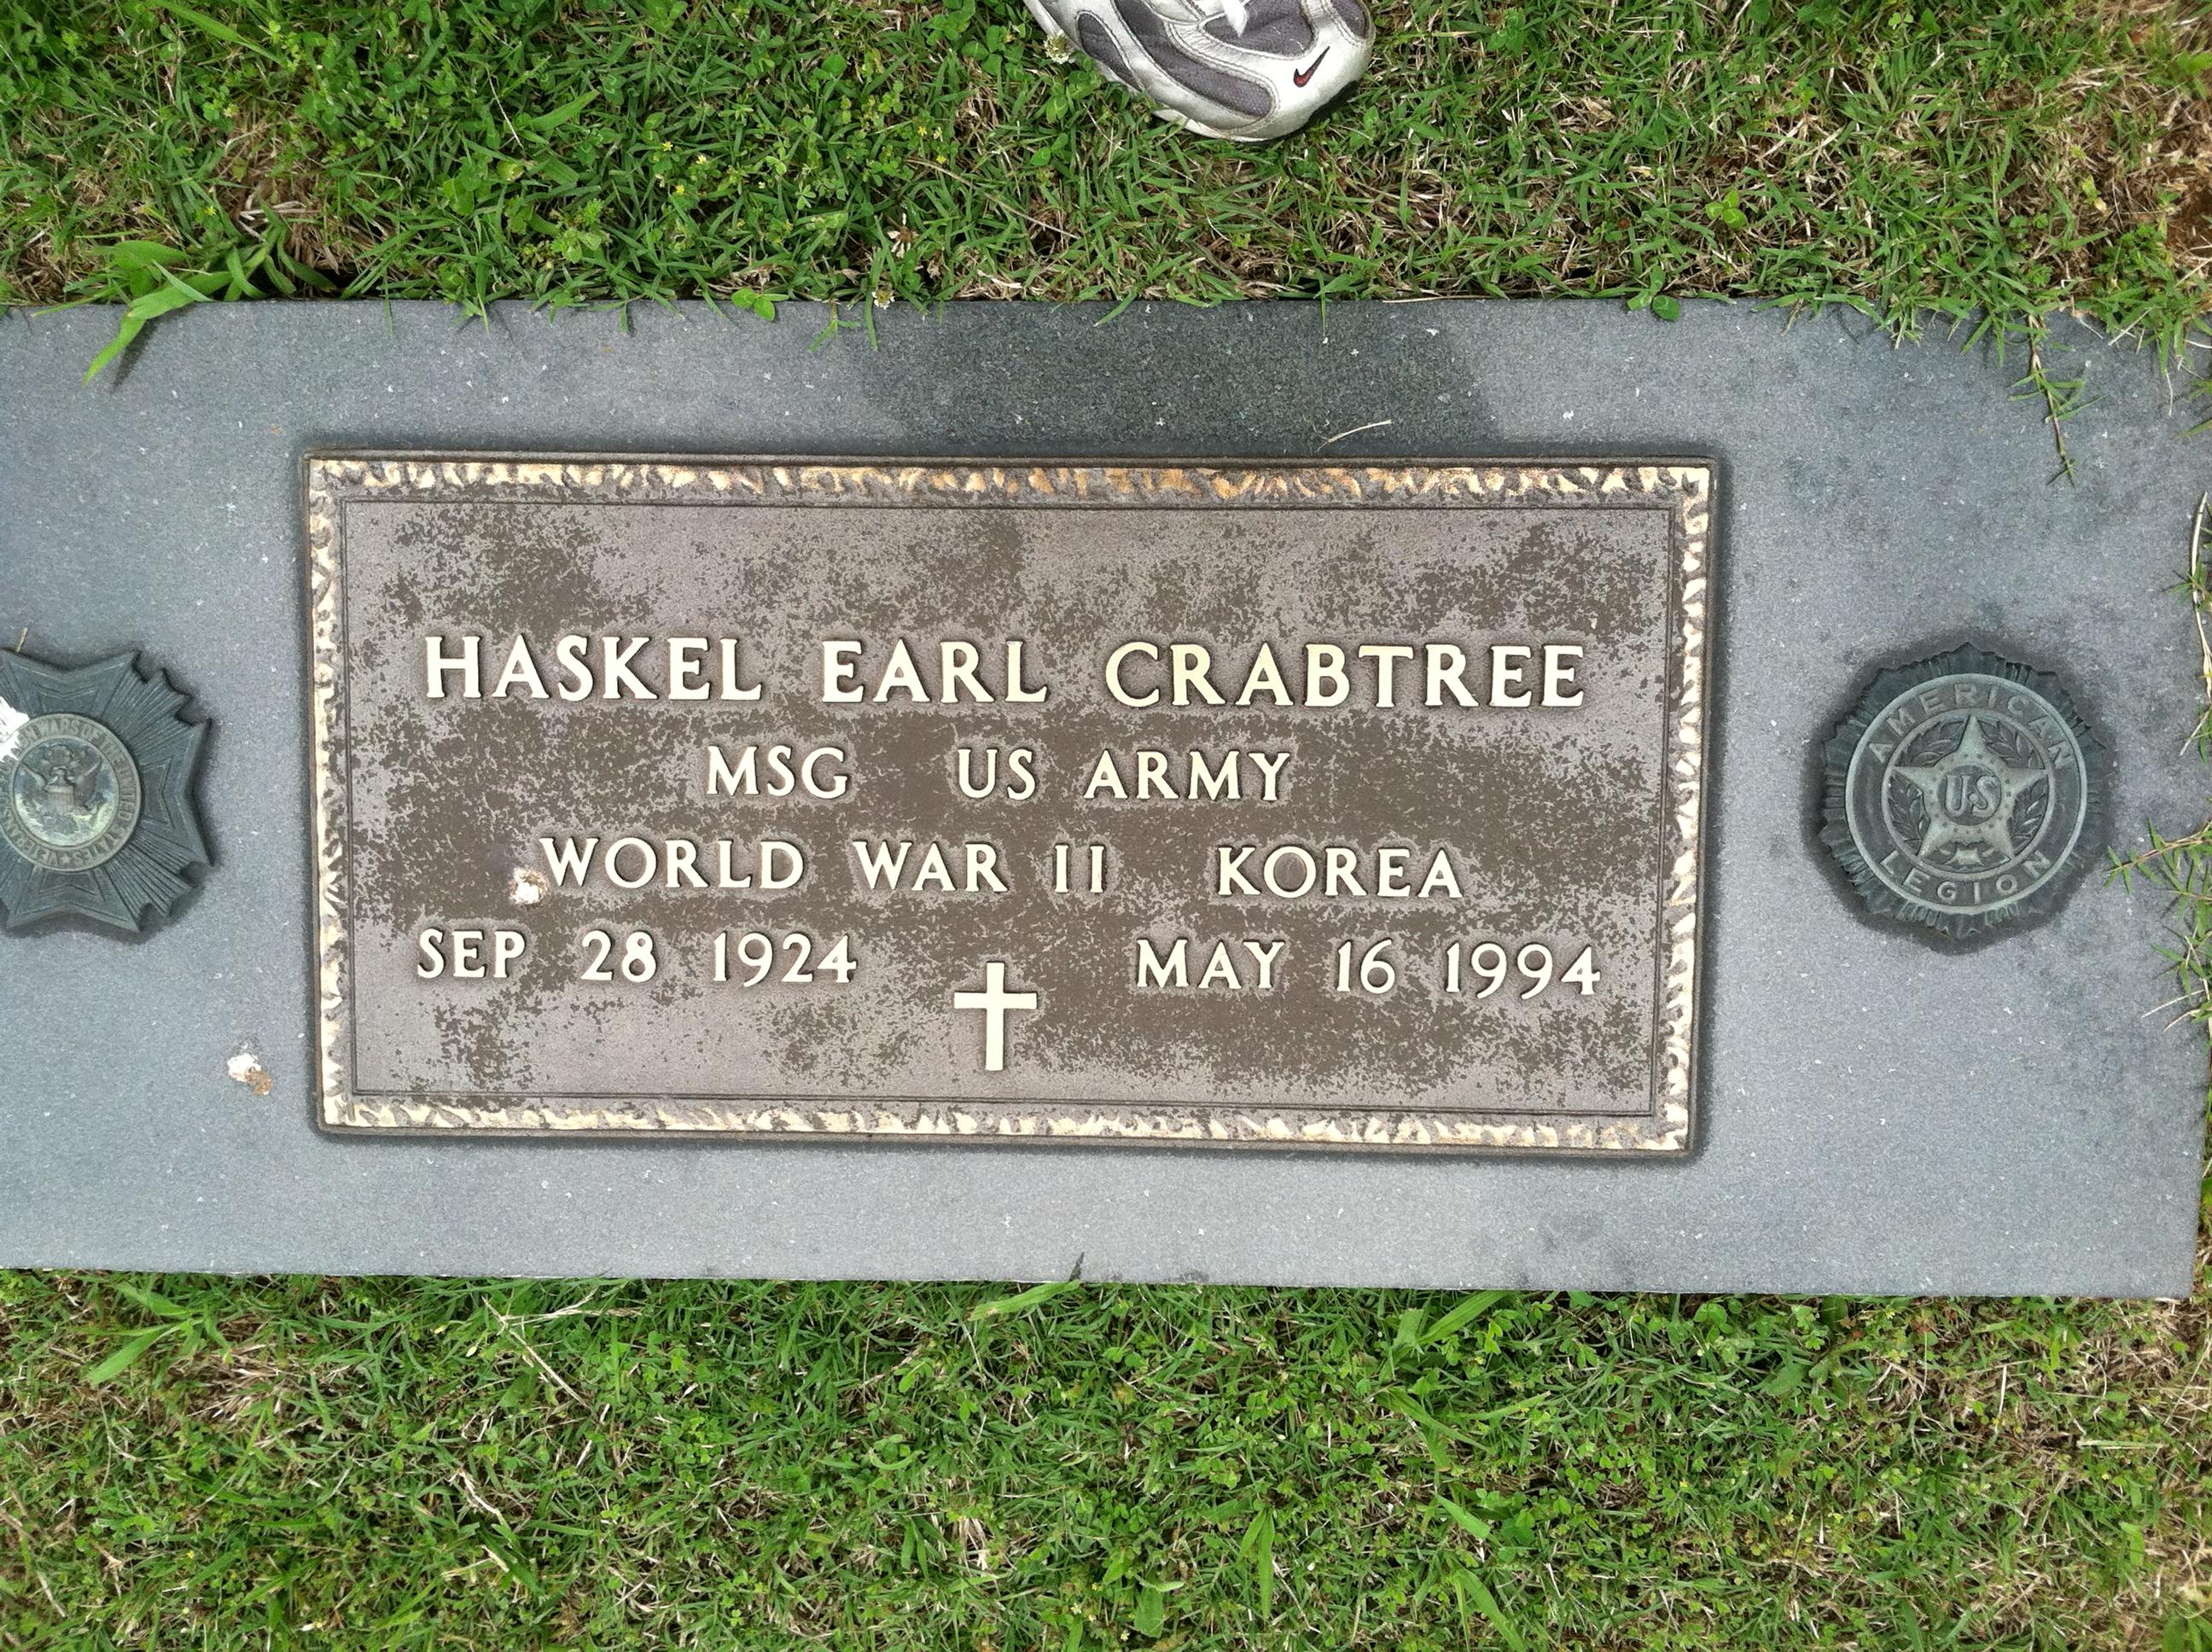 HASKEL EARL CRABTREE
MSG US ARMY
WORLD WAR II KOREA
SEP 28 1924 MAY 16 1994
AMERICAN
US
LEGION